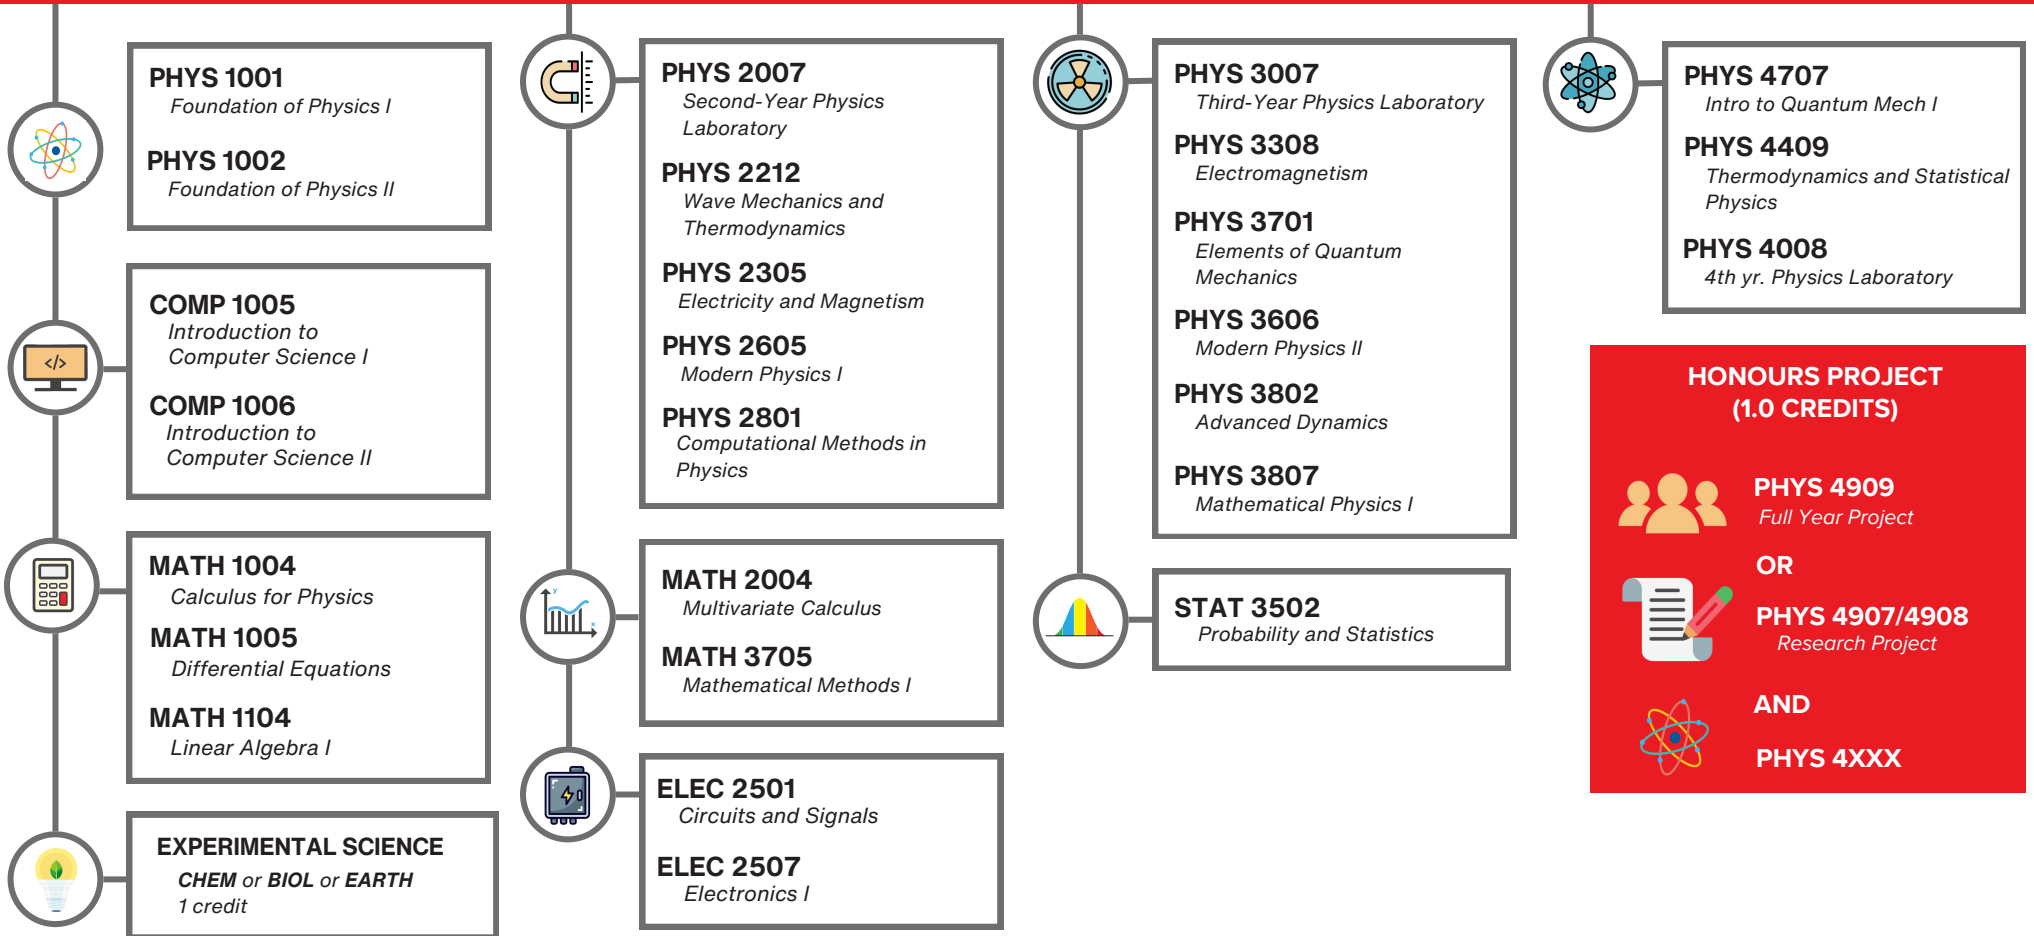 PHYS 1001
Foundation of Physics I
PHYS 1002
Foundation of Physics II
</>
COMP 1005
Introduction to
Computer Science I
COMP 1006
Introduction to
Computer Science II
MATH 1004
Calculus for Physics
MATH 1005
Differential Equations
MATH 1104
Linear Algebra I
EXPERIMENTAL SCIENCE
CHEM or BIOL or EARTH
1 credit
PHYS 2007
Second-Year Physics
Laboratory
PHYS 2212
Wave Mechanics and
Thermodynamics
PHYS 2305
Electricity and Magnetism
PHYS 2605
Modern Physics I
PHYS 2801
Computational Methods in
Physics
y
x
MATH 2004
Multivariate Calculus
MATH 3705
Mathematical Methods I
ELEC 2501
Circuits and Signals
ELEC 2507
Electronics I
PHYS 3007
Third-Year Physics Laboratory
PHYS 3308
Electromagnetism
PHYS 3701
Elements of Quantum
Mechanics
PHYS 3606
Modern Physics II
PHYS 3802
Advanced Dynamics
PHYS 3807
Mathematical Physics I
STAT 3502
Probability and Statistics
PHYS 4707
Intro to Quantum Mech I
PHYS 4409
Thermodynamics and Statistical
Physics
PHYS 4008
4th yr. Physics Laboratory
HONOURS PROJECT
(1.0 CREDITS)
PHYS 4909
Full Year Project
OR
PHYS 4907/4908
Research Project
AND
PHYS 4XXX